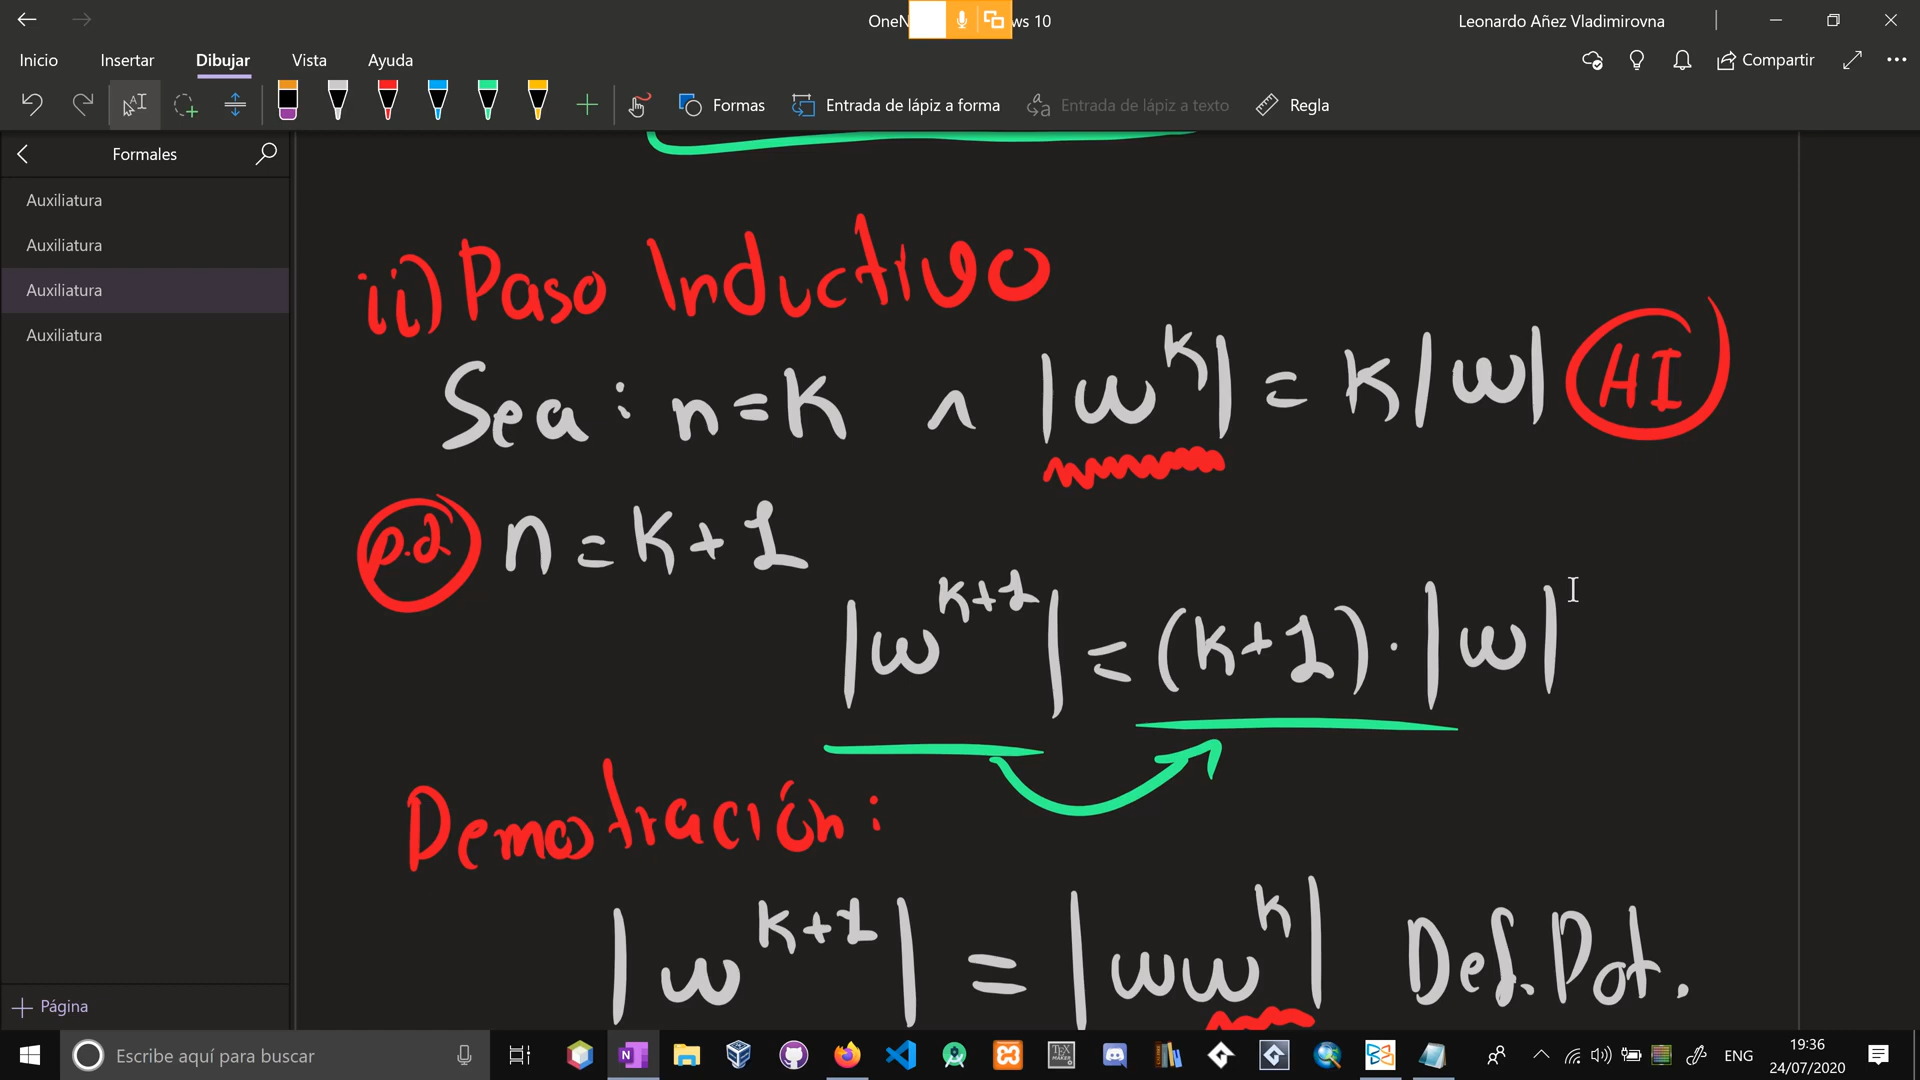 OneN
ws 10
Leonardo Añez Vladimirovna
Inicio
Insertar
Dibujar
Vista
Ayuda
Compartir
Formas
Entrada de lápiz a forma
Entrada de lápiz a texto
Regla
Formales
Auxiliatura
Auxiliatura
Auxiliatura
Auxiliatura
ii) Paso Inductivo
Sea: n=K ∧ |w^K| = K|w| HI
p.d n=K+1
|w^{K+1}| = (K+1)·|w|
Demostración:
|w^{K+1}| = |ww^K| Def. Pot.
Página
Escribe aquí para buscar
ENG
19:36
24/07/2020